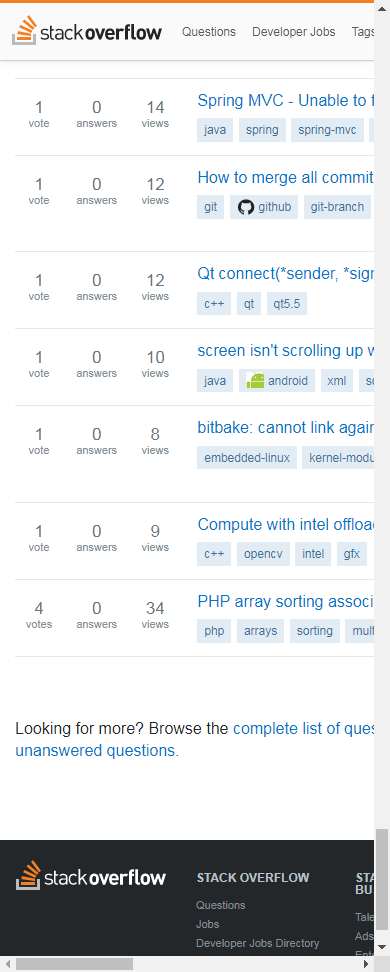 stackoverflow Questions Developer Jobs Tags
1 0 14 Spring MVC - Unable to
vote answers views java spring spring-mvc
1 0 12 How to merge all commit
vote answers views git github git-branch
1 0 12 Qt connect(*sender, *sign
vote answers views c++ qt qt5.5
1 0 10 screen isn't scrolling up
vote answers views java android xml
1 0 8 bitbake: cannot link again
vote answers views embedded-linux kernel-modu
1 0 9 Compute with intel offloa
vote answers views c++ opencv intel gfx
4 0 34 PHP array sorting associ
votes answers views php arrays sorting mul
Looking for more? Browse the complete list of ques
unanswered questions.
stackoverflow STACK OVERFLOW STA
BU
Questions
Jobs Tale
Developer Jobs Directory Ads